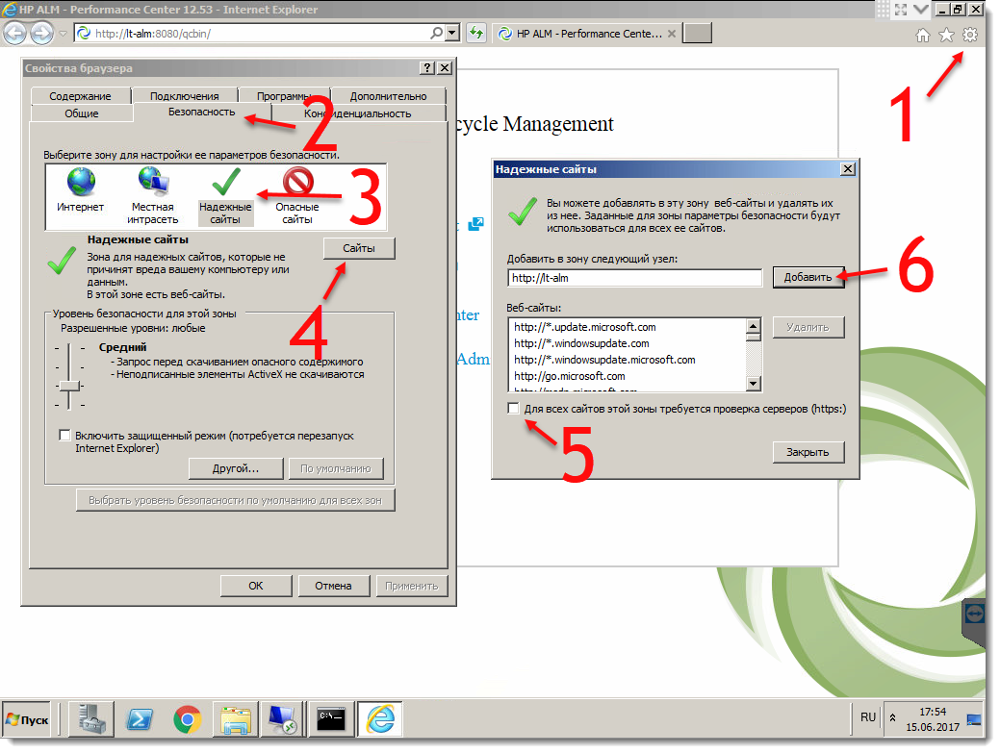 HP ALM - Performance Center 12.53 - Internet Explorer
http://lt-alm:8080/qcbin/
HP ALM - Performance Cente...
1
Свойства браузера
Содержание
Подключения
Программы
Дополнительно
Общие
Безопасность
Конфиденциальность
2
Выберите зону для настройки ее параметров безопасности.
Интернет
Местная
интрасеть
Надежные
сайты
Опасные
сайты
3
Надежные сайты
Сайты
Зона для надежных сайтов, которые не
причинят вреда вашему компьютеру или
данным.
В этой зоне есть веб-сайты.
4
Уровень безопасности для этой зоны
Разрешенные уровни: любые
Средний
- Запрос перед скачиванием опасного содержимого
- Неподписанные элементы ActiveX не скачиваются
Включить защищенный режим (потребуется перезапуск
Internet Explorer)
Другой...
По умолчанию
Выбрать уровень безопасности по умолчанию для всех зон
OK
Отмена
Применить
cycle Management
nter
Adm
Надежные сайты
Вы можете добавлять в эту зону веб-сайты и удалять их
из нее. Заданные для зоны параметры безопасности будут
использоваться для всех ее сайтов.
Добавить в зону следующий узел:
http://lt-alm
Добавить
6
Веб-сайты:
http://*.update.microsoft.com
http://*.windowsupdate.com
http://*.windowsupdate.microsoft.com
http://go.microsoft.com
http://msdn.microsoft.com
Удалить
Для всех сайтов этой зоны требуется проверка серверов (https:)
5
Закрыть
Пуск
C:\_
RU
17:54
15.06.2017